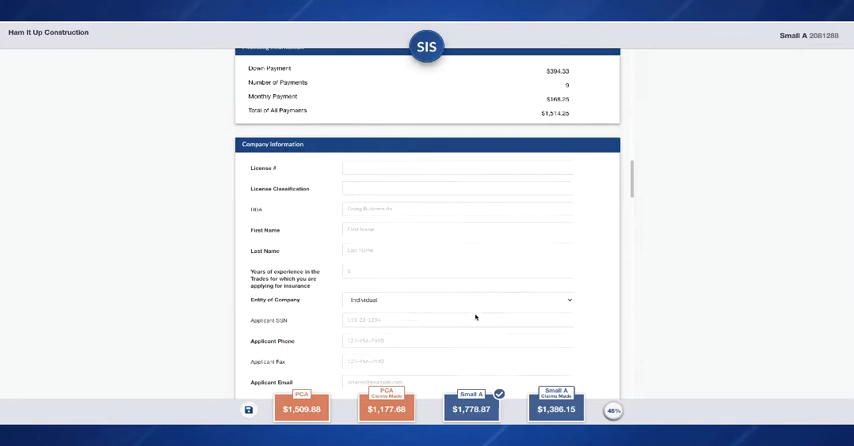 Ham It Up Construction
SIS
Small A 2081288
Down Payment $394.33
Number of Payments 9
Monthly Payment $168.25
Total of All Payments $1,514.25
Company Information
License #
License Classification
DBA Doing Business As
First Name First Name
Last Name Last Name
Years of experience in the
Trades for which you are
applying for insurance
Entity of Company Individual
Applicant SSN
Applicant Phone
Applicant Fax
Applicant Email
PCA
$1,509.88
PCA
Claims Made
$1,177.68
Small A
$1,778.87
Small A
Claims Made
$1,386.15
48%